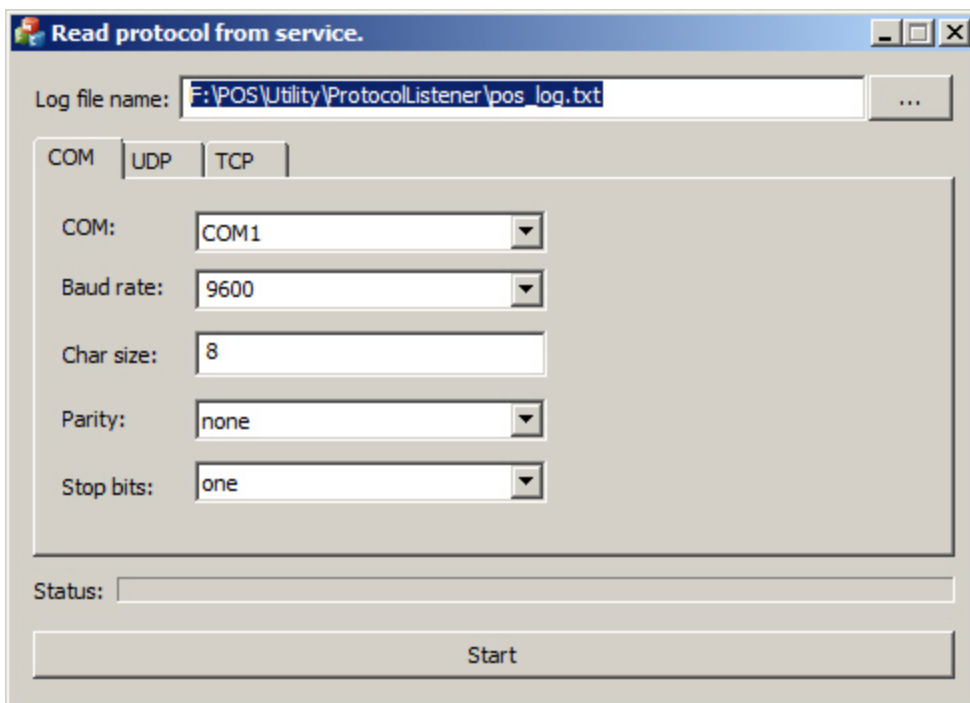 Read protocol from service.
Log file name: F:\POS\Utility\ProtocolListener\pos_log.txt ...
COM UDP TCP
COM: COM1
Baud rate: 9600
Char size: 8
Parity: none
Stop bits: one
Status:
Start